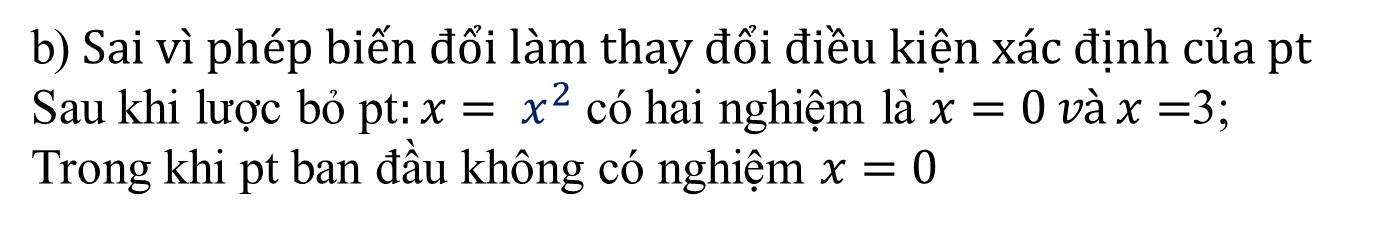 b) Sai vì phép biến đổi làm thay đổi điều kiện xác định của pt
Sau khi lược bỏ pt: x = x² có hai nghiệm là x = 0 và x =3;
Trong khi pt ban đầu không có nghiệm x = 0